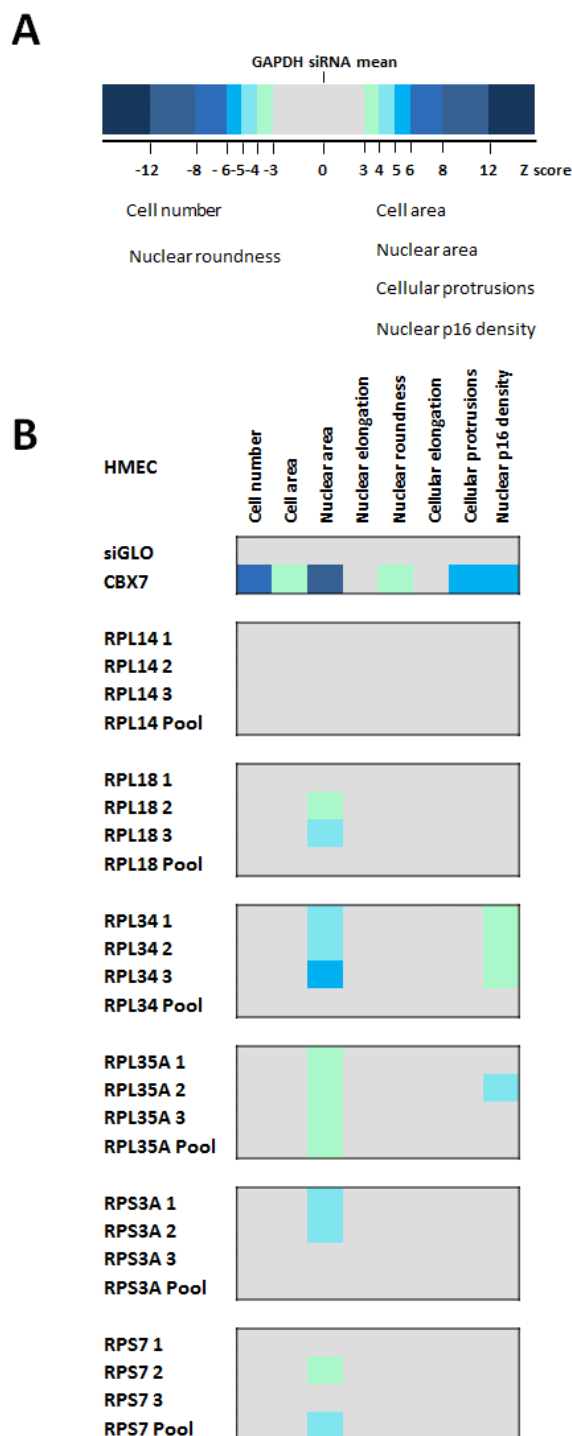 A
GAPDH siRNA mean
-12 -8 - 6 -5 -4 -3 0 3 4 5 6 8 12 Z score
Cell number
Nuclear roundness
Cell area
Nuclear area
Cellular protrusions
Nuclear p16 density
B
HMEC
Cell number
Cell area
Nuclear area
Nuclear elongation
Nuclear roundness
Cellular elongation
Cellular protrusions
Nuclear p16 density
siGLO
CBX7
RPL14 1
RPL14 2
RPL14 3
RPL14 Pool
RPL18 1
RPL18 2
RPL18 3
RPL18 Pool
RPL34 1
RPL34 2
RPL34 3
RPL34 Pool
RPL35A 1
RPL35A 2
RPL35A 3
RPL35A Pool
RPS3A 1
RPS3A 2
RPS3A 3
RPS3A Pool
RPS7 1
RPS7 2
RPS7 3
RPS7 Pool